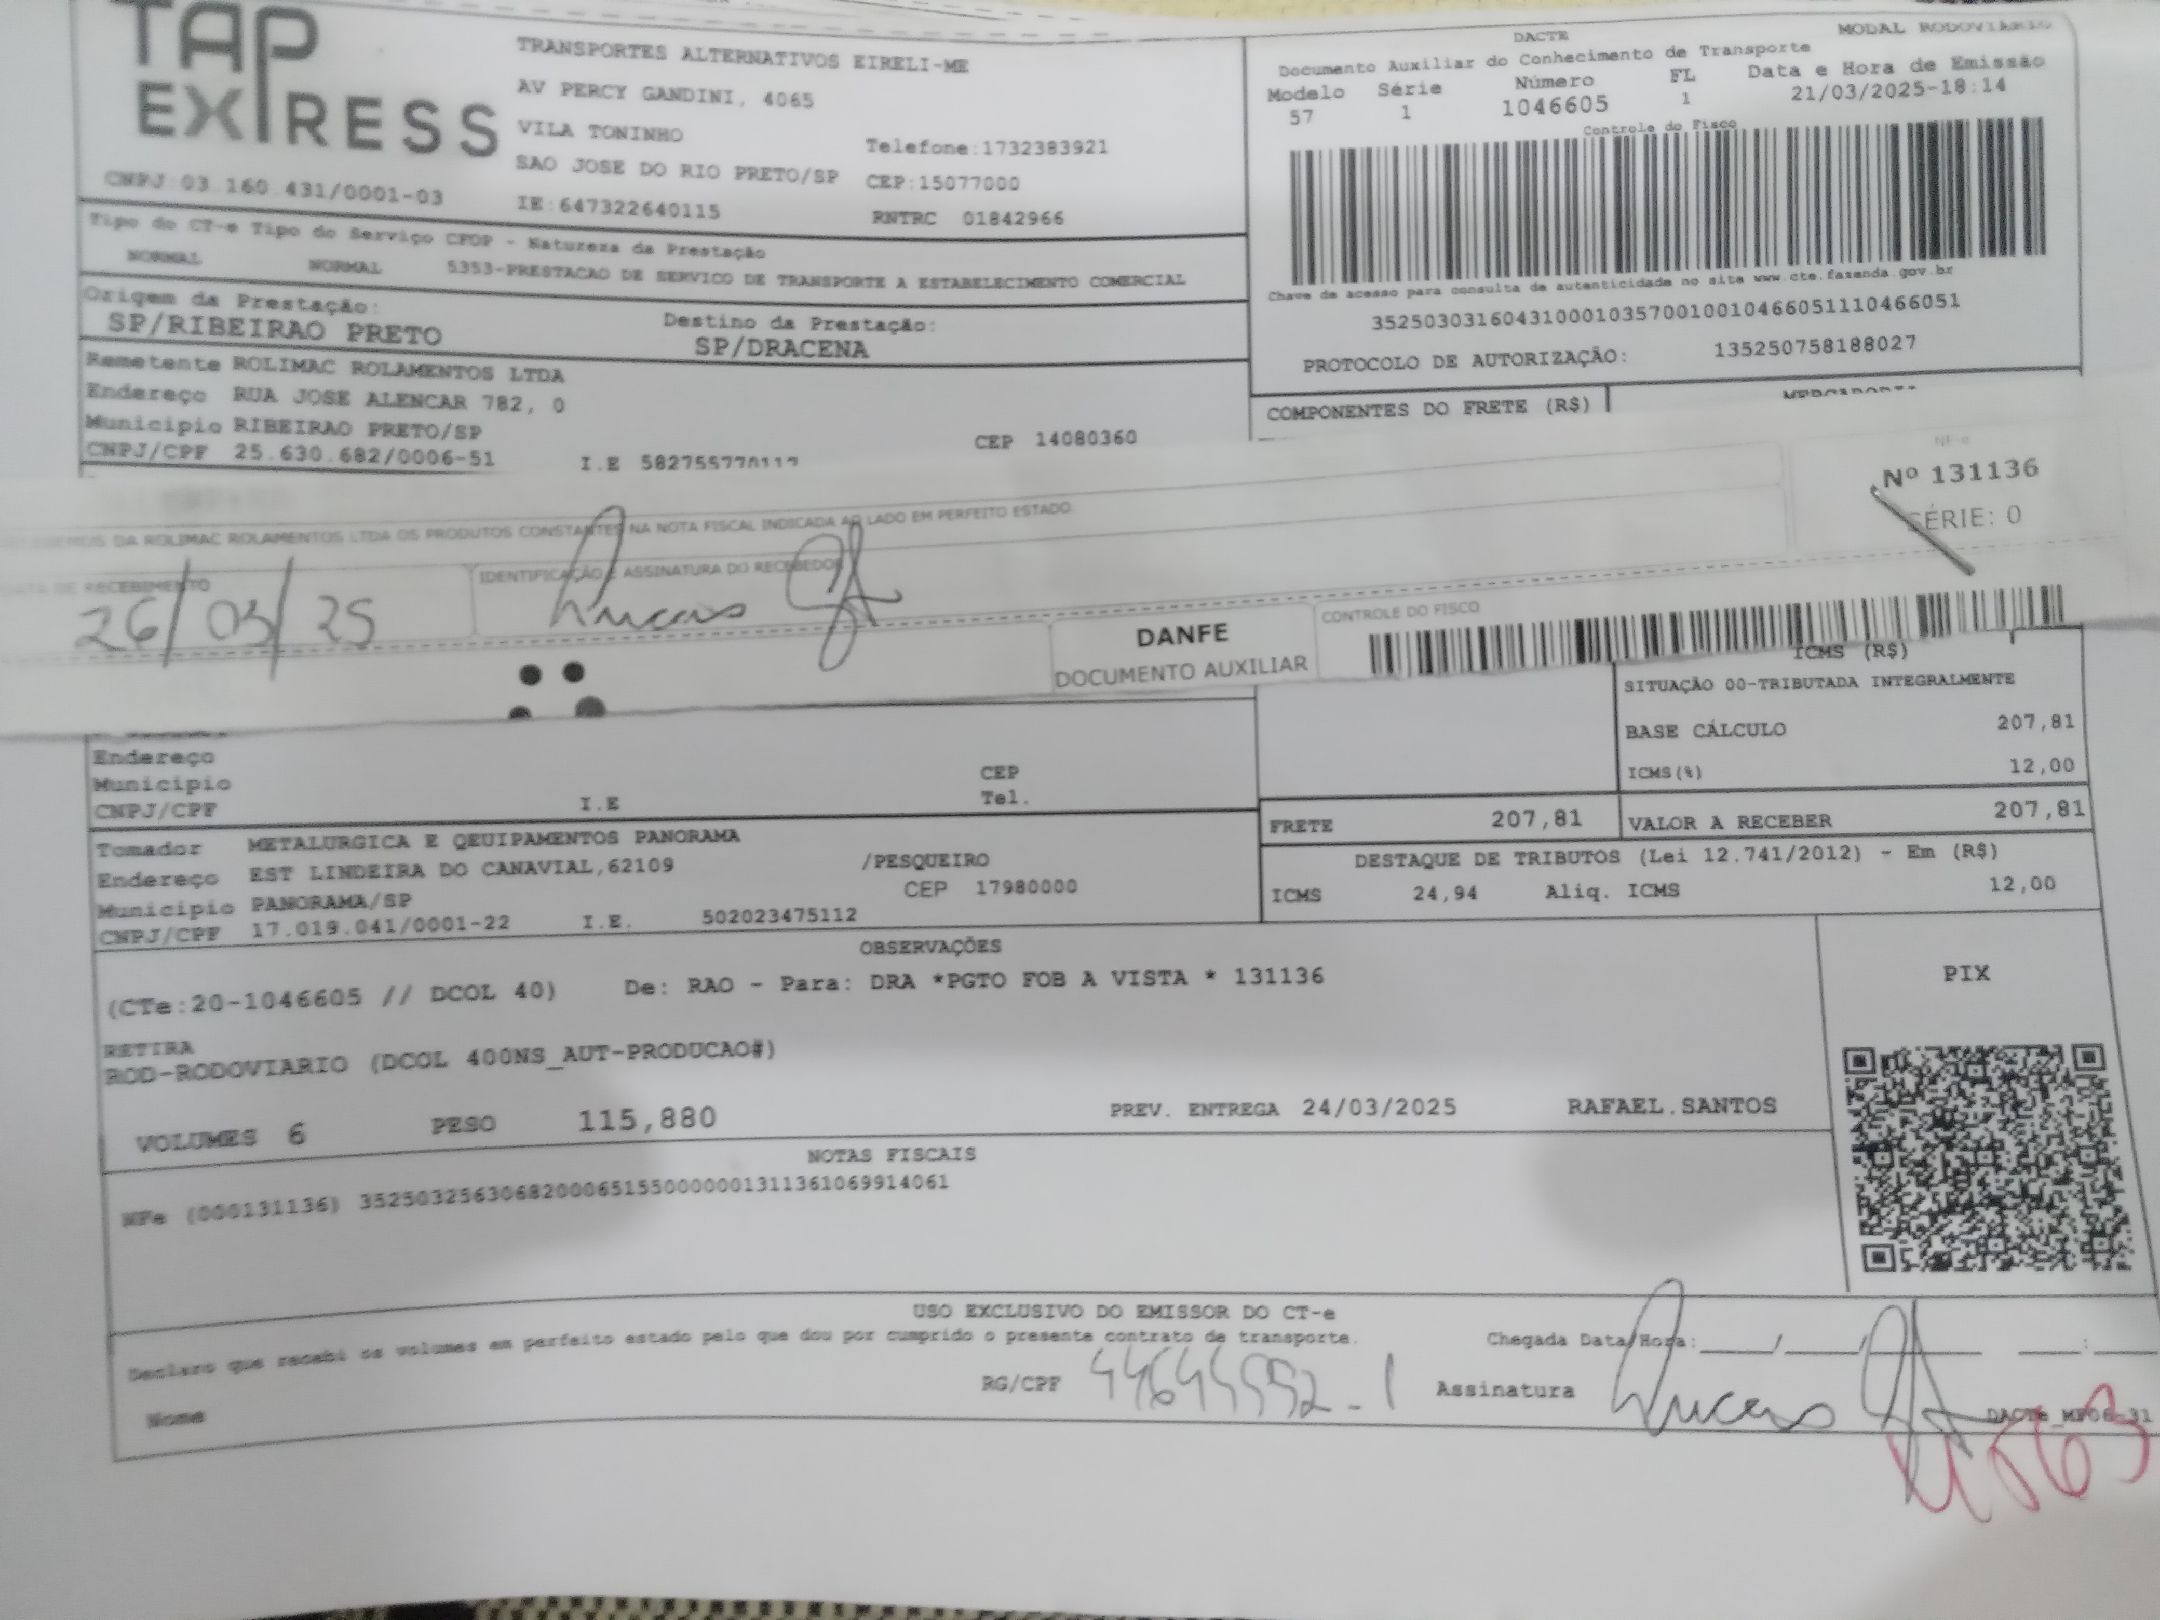 TAP
EXPRESS
TRANSPORTES ALTERNATIVOS EIRELI-ME
AV PERCY GANDINI, 4065
VILA TONINHO
Telefone:1732383921
SAO JOSE DO RIO PRETO/SP CEP:15077000
CNPJ:03.160.431/0001-03
IE:647322640115 RNTRC 01842966
DACTE MODAL RODOVIÁRIO
Documento Auxiliar do Conhecimento de Transporte
Modelo Série Número FL Data e Hora de Emissão
57 1 1046605 1 21/03/2025-18:14
Controle do Fisco
Chave de acesso para consulta de autenticidade no site www.cte.fazenda.gov.br
35250303160431000103570010010466051110466051
PROTOCOLO DE AUTORIZAÇÃO: 135250758188027
Tipo do CT-e Tipo do Serviço CFOP - Natureza da Prestação
NORMAL NORMAL 5353-PRESTACAO DE SERVICO DE TRANSPORTE A ESTABELECIMENTO COMERCIAL
Origem da Prestação: Destino da Prestação:
SP/RIBEIRAO PRETO SP/DRACENA
Remetente ROLIMAC ROLAMENTOS LTDA
Endereço RUA JOSE ALENCAR 782, 0
Municipio RIBEIRAO PRETO/SP CEP 14080360
CNPJ/CPF 25.630.682/0006-51 I.E 582755770117
COMPONENTES DO FRETE (R$)
NF-e
Nº 131136
SÉRIE: 0
DA ROLIMAC ROLAMENTOS LTDA OS PRODUTOS CONSTANTES NA NOTA FISCAL INDICADA AO LADO EM PERFEITO ESTADO.
DATA DE RECEBIMENTO IDENTIFICAÇÃO E ASSINATURA DO RECEBEDOR
26/03/25 Lucas
DANFE
DOCUMENTO AUXILIAR
CONTROLE DO FISCO
ICMS (R$)
SITUAÇÃO 00-TRIBUTADA INTEGRALMENTE
BASE CÁLCULO 207,81
ICMS(%) 12,00
Endereço
Municipio CEP
CNPJ/CPF I.E Tel.
FRETE 207,81 VALOR A RECEBER 207,81
Tomador METALURGICA E QEUIPAMENTOS PANORAMA
Endereço EST LINDEIRA DO CANAVIAL,62109 /PESQUEIRO
Municipio PANORAMA/SP CEP 17980000
CNPJ/CPF 17.019.041/0001-22 I.E. 502023475112
DESTAQUE DE TRIBUTOS (Lei 12.741/2012) - Em (R$)
ICMS 24,94 Aliq. ICMS 12,00
OBSERVAÇÕES
(CTe:20-1046605 // DCOL 40) De: RAO - Para: DRA *PGTO FOB A VISTA * 131136
RETIRA
ROD-RODOVIARIO (DCOL 400NS_AUT-PRODUCAO#)
VOLUMES 6 PESO 115,880 PREV. ENTREGA 24/03/2025 RAFAEL.SANTOS
PIX
NOTAS FISCAIS
NFe (000131136) 35250325630682000651550000001311361069914061
USO EXCLUSIVO DO EMISSOR DO CT-e
Declaro que recebi os volumes em perfeito estado pelo que dou por cumprido o presente contrato de transporte.
Chegada Data/Hora:____/____/____ ___:___
Nome RG/CPF 44644592-1 Assinatura Lucas